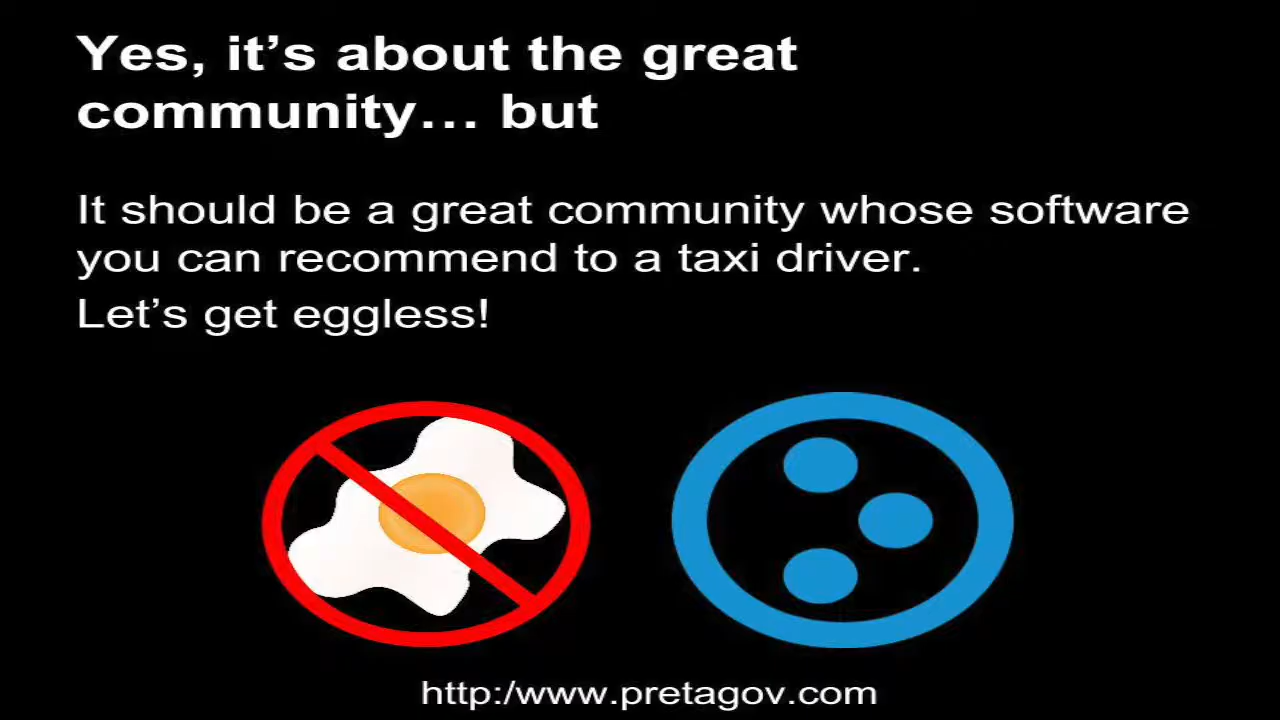 Yes, it’s about the great
community... but
It should be a great community whose software
you can recommend to a taxi driver.
Let’s get eggless!
http:/www.pretagov.com